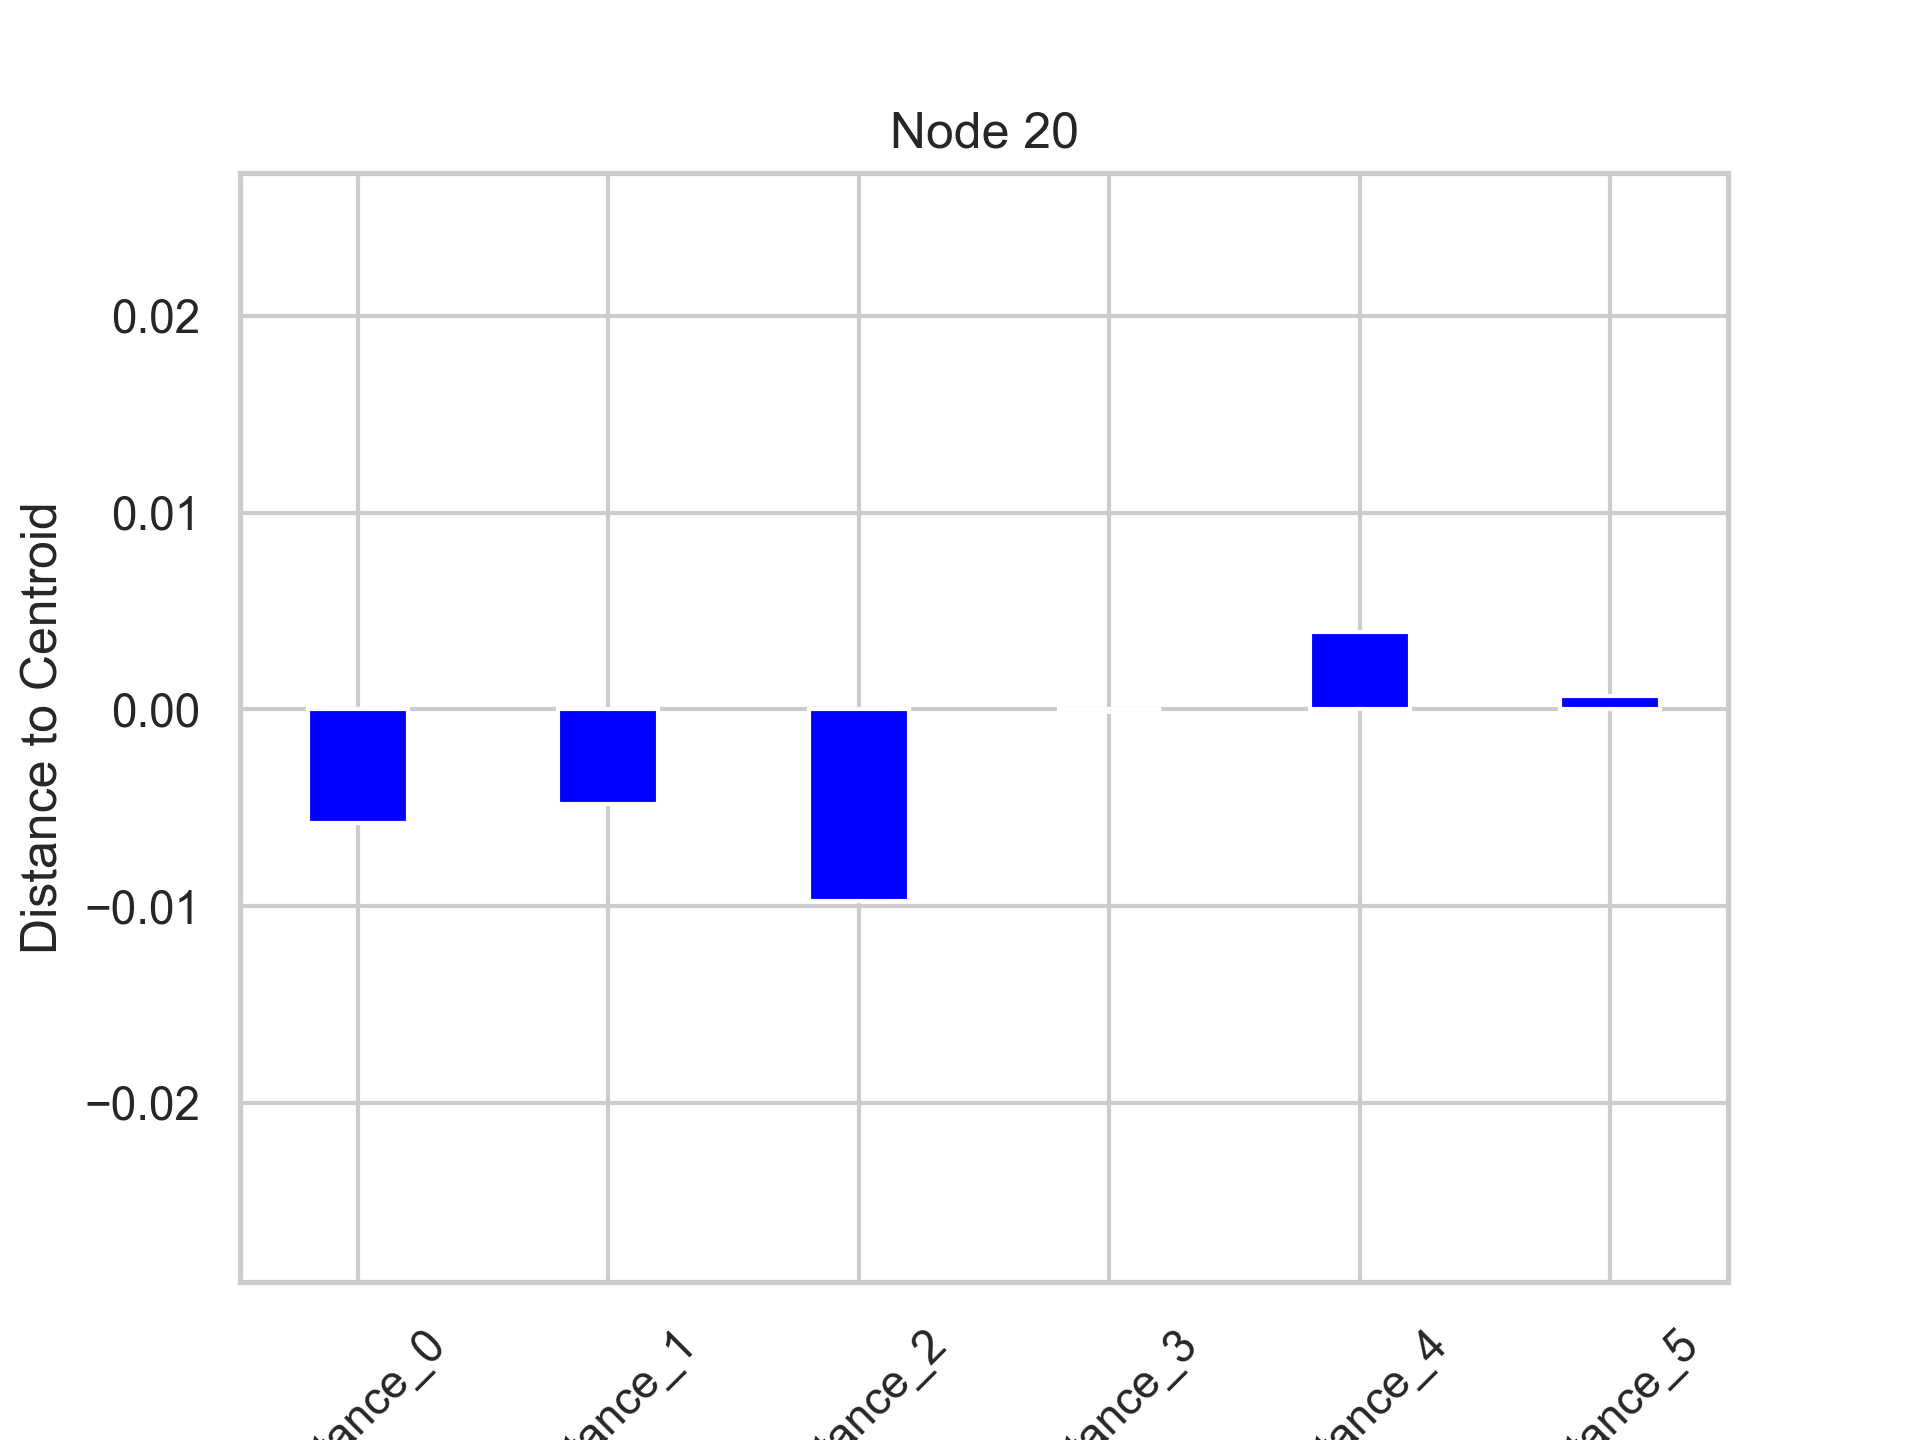 Node 20
Distance to Centroid
0.02
0.01
0.00
−0.01
−0.02
tance_0
tance_1
tance_2
tance_3
tance_4
tance_5